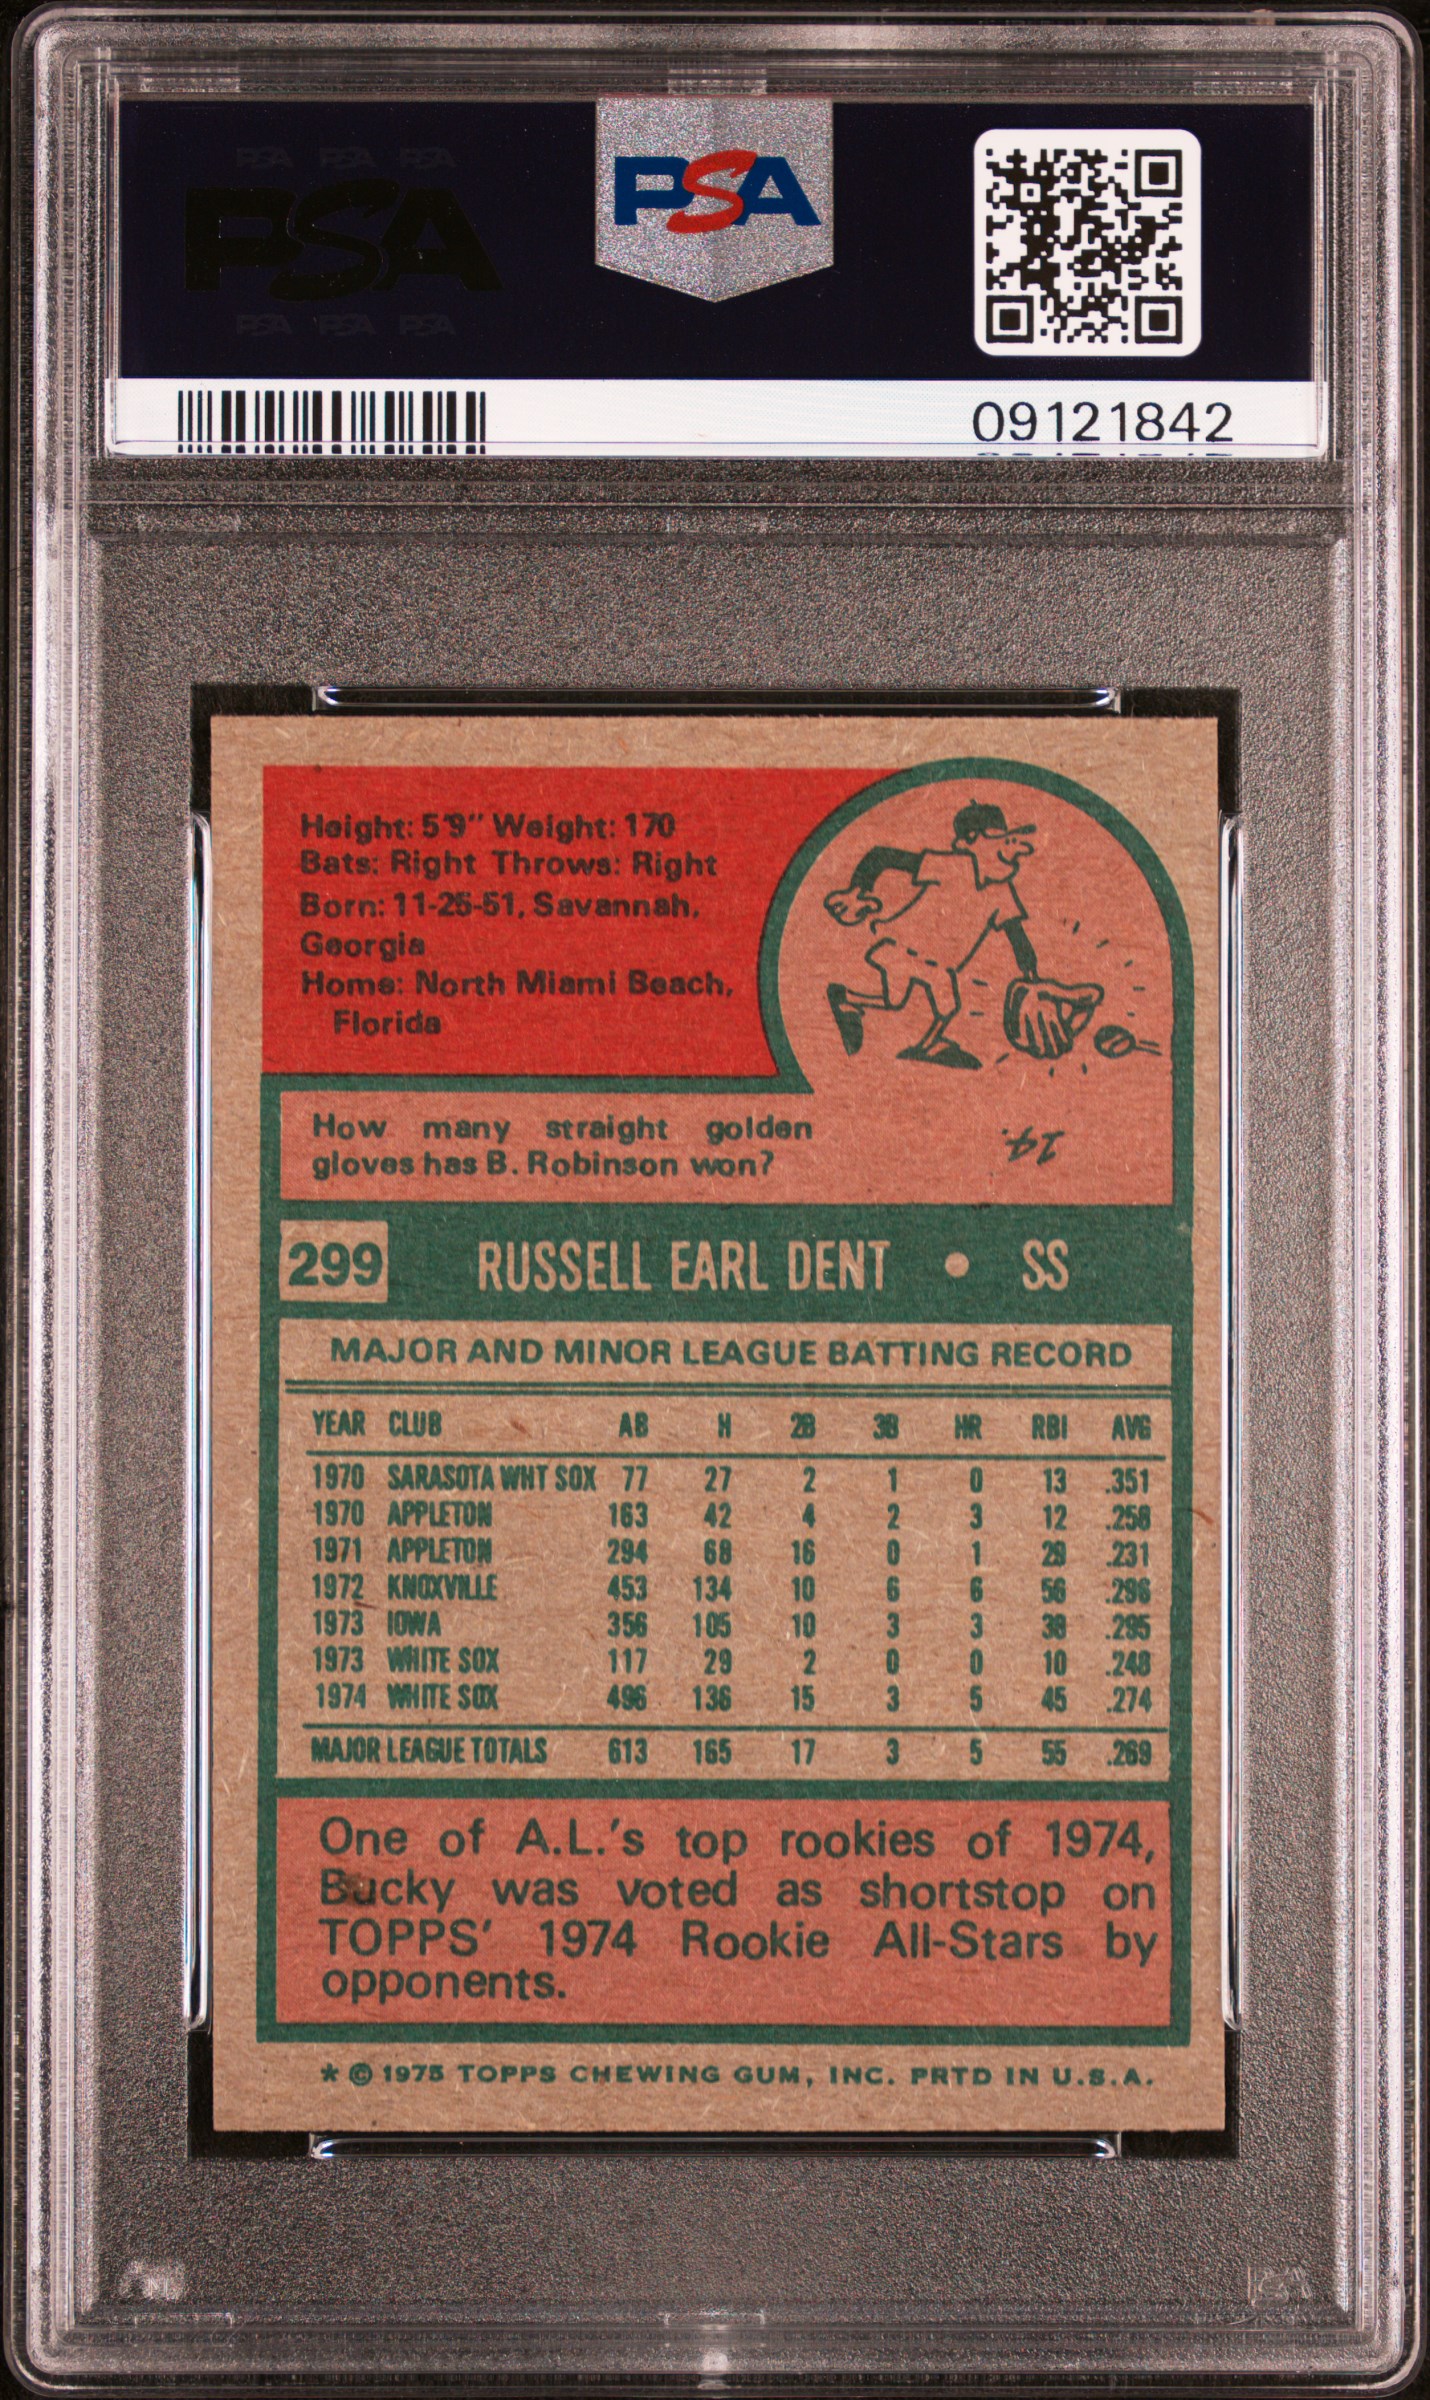 PSA PSA PSA
PSA
PSA PSA PSA
PSA
09121842
Height: 5'9" Weight: 170
Bats: Right Throws: Right
Born: 11-25-51, Savannah,
Georgia
Home: North Miami Beach,
Florida
How many straight golden
gloves has B. Robinson won?
14.
299 RUSSELL EARL DENT • SS
MAJOR AND MINOR LEAGUE BATTING RECORD
YEAR CLUB AB H 2B 3B HR RBI AVG
1970 SARASOTA WHT SOX 77 27 2 1 0 13 .351
1970 APPLETON 163 42 4 2 3 12 .258
1971 APPLETON 294 68 16 0 1 29 .231
1972 KNOXVILLE 453 134 10 6 6 56 .296
1973 IOWA 356 105 10 3 3 38 .295
1973 WHITE SOX 117 29 2 0 0 10 .248
1974 WHITE SOX 496 136 15 3 5 45 .274
MAJOR LEAGUE TOTALS 613 165 17 3 5 55 .269
One of A.L.'s top rookies of 1974,
Bucky was voted as shortstop on
TOPPS' 1974 Rookie All-Stars by
opponents.
* © 1975 TOPPS CHEWING GUM, INC. PRTD IN U.S.A.
PSA